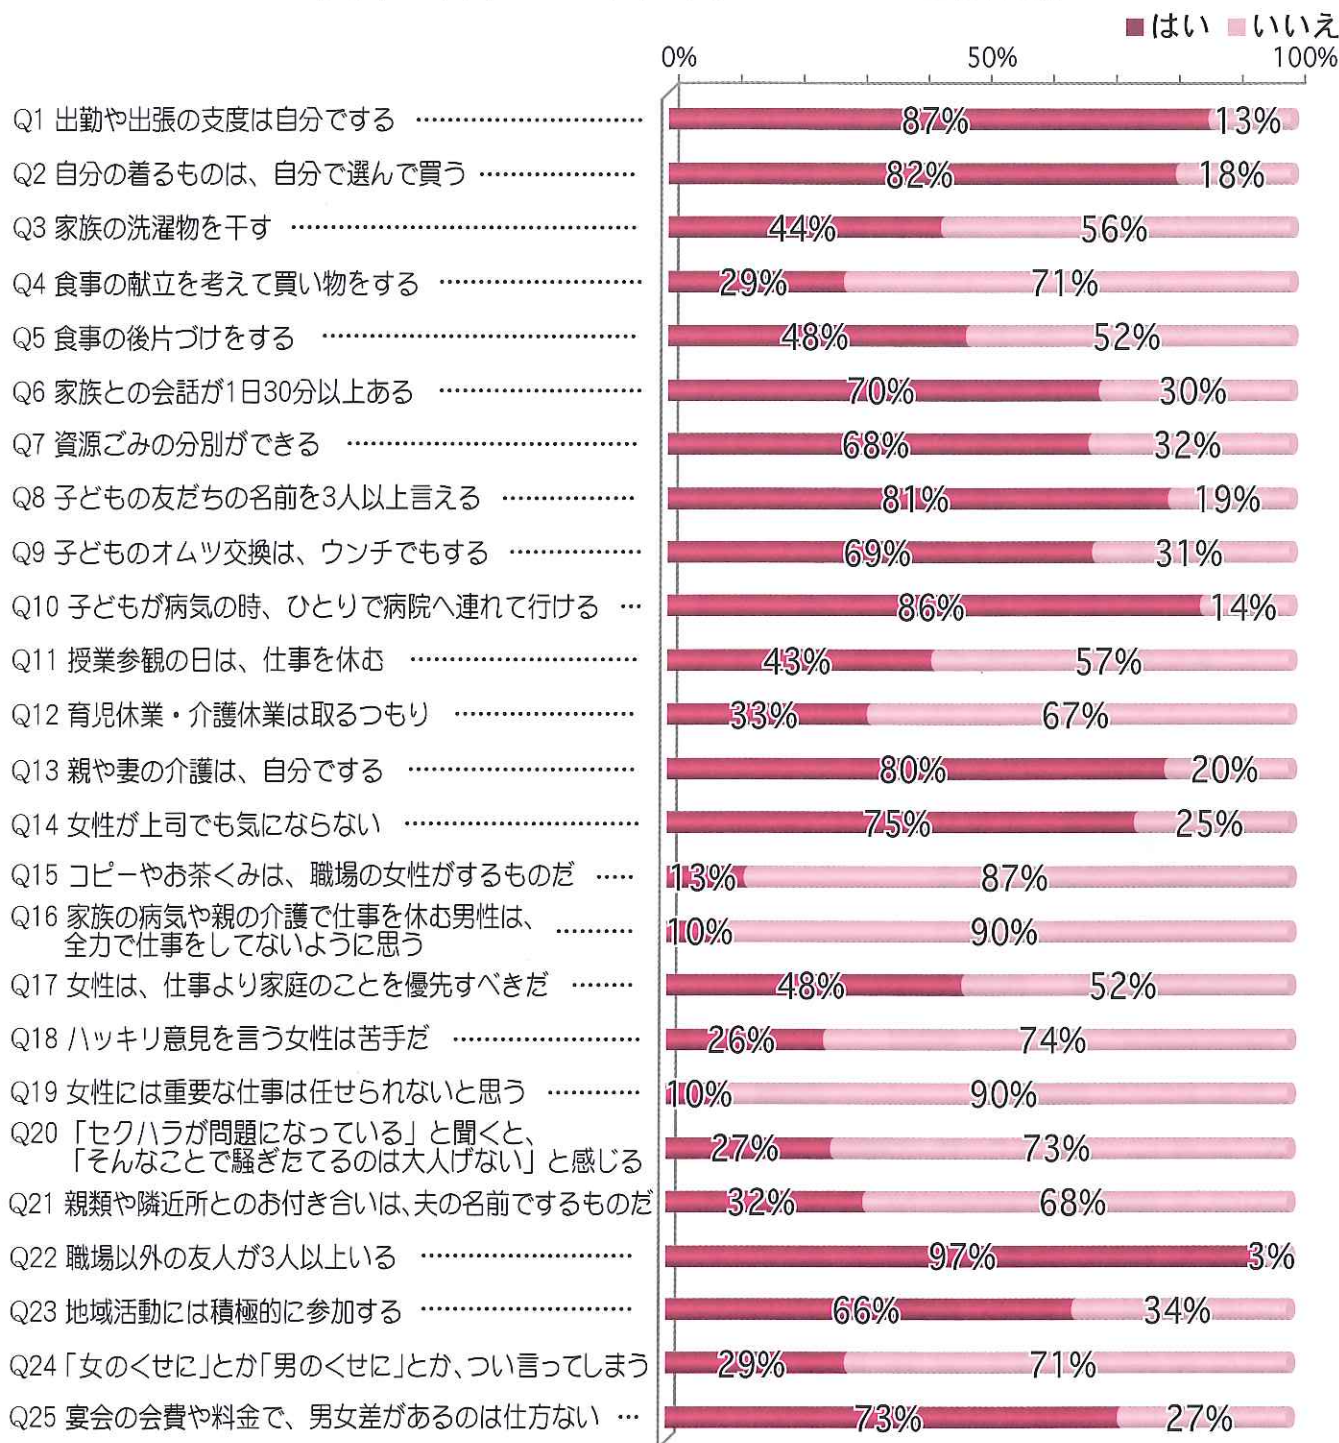 ■はい ■いいえ
0% 50% 100%
Q1 出勤や出張の支度は自分でする ………………………… 87% 13%
Q2 自分の着るものは、自分で選んで買う ……………… 82% 18%
Q3 家族の洗濯物を干す ………………………………… 44% 56%
Q4 食事の献立を考えて買い物をする ………………… 29% 71%
Q5 食事の後片づけをする ……………………………… 48% 52%
Q6 家族との会話が1日30分以上ある ………………… 70% 30%
Q7 資源ごみの分別ができる …………………………… 68% 32%
Q8 子どもの友だちの名前を3人以上言える …………… 81% 19%
Q9 子どものオムツ交換は、ウンチでもする …………… 69% 31%
Q10 子どもが病気の時、ひとりで病院へ連れて行ける … 86% 14%
Q11 授業参観の日は、仕事を休む ……………………… 43% 57%
Q12 育児休業・介護休業は取るつもり ………………… 33% 67%
Q13 親や妻の介護は、自分でする ……………………… 80% 20%
Q14 女性が上司でも気にならない ……………………… 75% 25%
Q15 コピーやお茶くみは、職場の女性がするものだ ‥‥‥ 13% 87%
Q16 家族の病気や親の介護で仕事を休む男性は、
全力で仕事をしてないように思う ………… 10% 90%
Q17 女性は、仕事より家庭のことを優先すべきだ ……… 48% 52%
Q18 ハッキリ意見を言う女性は苦手だ ………………… 26% 74%
Q19 女性には重要な仕事は任せられないと思う ………… 10% 90%
Q20 「セクハラが問題になっている」と聞くと、
「そんなことで騒ぎたてるのは大人げない」と感じる 27% 73%
Q21 親類や隣近所とのお付き合いは、夫の名前でするものだ 32% 68%
Q22 職場以外の友人が3人以上いる …………………… 97% 3%
Q23 地域活動には積極的に参加する …………………… 66% 34%
Q24 「女のくせに」とか「男のくせに」とか、つい言ってしまう 29% 71%
Q25 宴会の会費や料金で、男女差があるのは仕方ない … 73% 27%